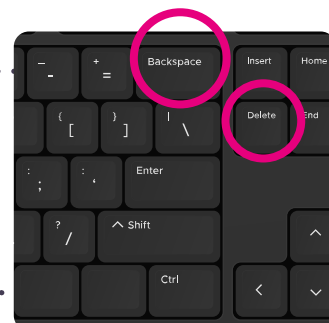 _ + Backspace Insert Home
- =
{ } | Delete End
[ ] \
: : Enter
; ‘
? ^ Shift
/ ^
Ctrl < v